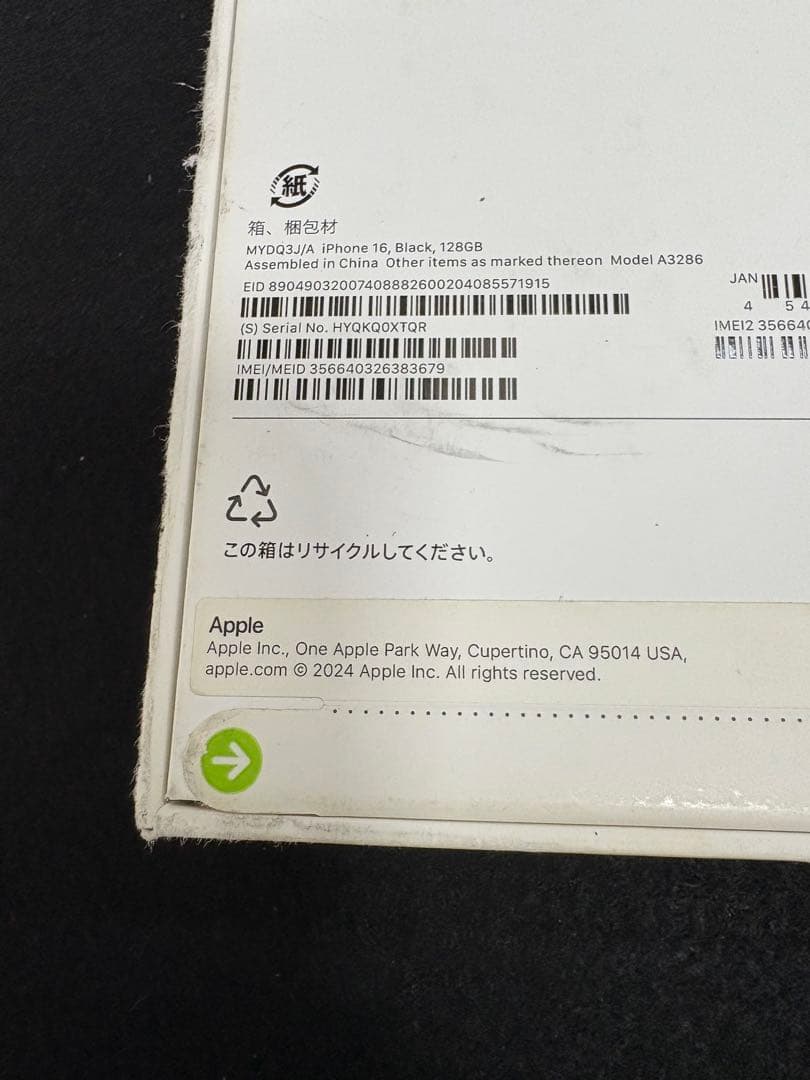 紙
箱、梱包材
MYDQ3J/A iPhone 16, Black, 128GB
Assembled in China Other items as marked thereon Model A3286
EID 89049032007408882600204085571915
JAN
4 5 4
(S) Serial No. HYQKQ0XTQR
IMEI2 356640
IMEI/MEID 356640326383679
この箱はリサイクルしてください。
Apple
Apple Inc., One Apple Park Way, Cupertino, CA 95014 USA,
apple.com © 2024 Apple Inc. All rights reserved.